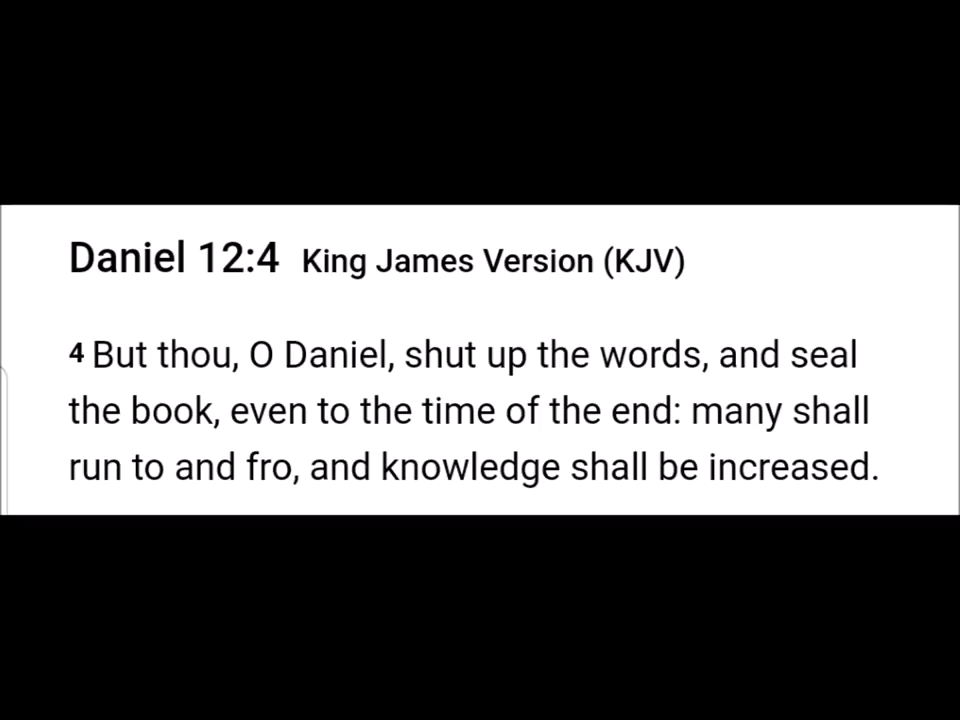 Daniel 12:4 King James Version (KJV)
4 But thou, O Daniel, shut up the words, and seal
the book, even to the time of the end: many shall
run to and fro, and knowledge shall be increased.